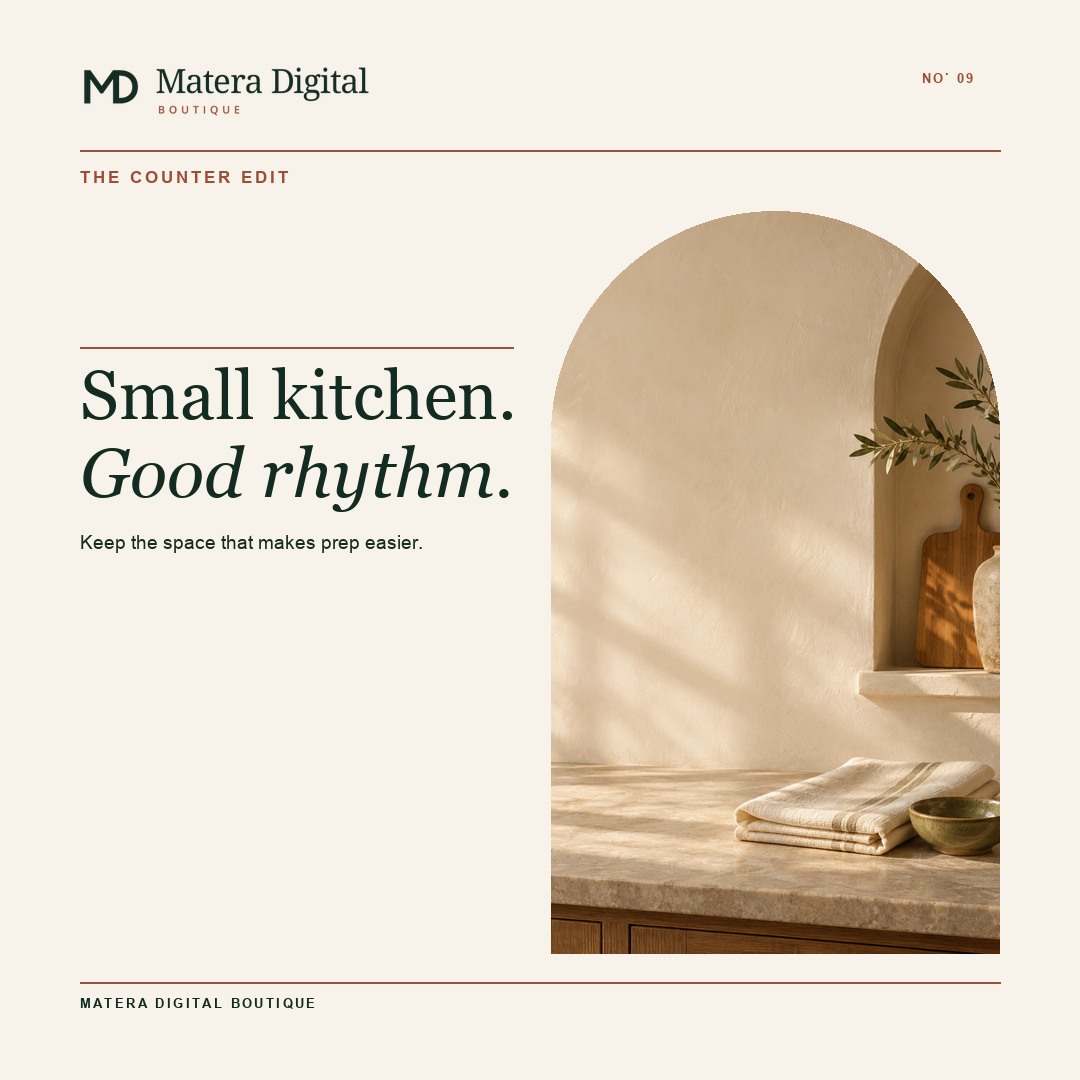 MD Matera Digital
BOUTIQUE
NO˙ 09
THE COUNTER EDIT
Small kitchen.
Good rhythm.
Keep the space that makes prep easier.
MATERA DIGITAL BOUTIQUE